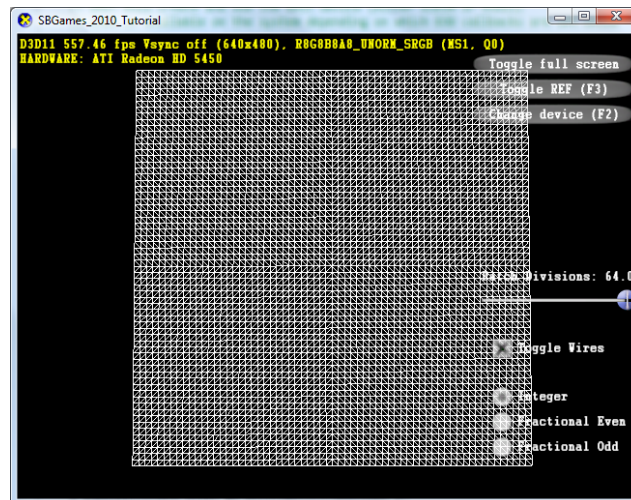 SBGames_2010_Tutorial
D3D11 557.46 fps Vsync off (640x480), R8G8B8A8_UNORM_SRGB (MS1, Q0)
HARDWARE: ATI Radeon HD 5450
Toggle full screen
Toggle REF (F3)
Change device (F2)
Patch Divisions: 64.0
Toggle Wires
Integer
Fractional Even
Fractional Odd